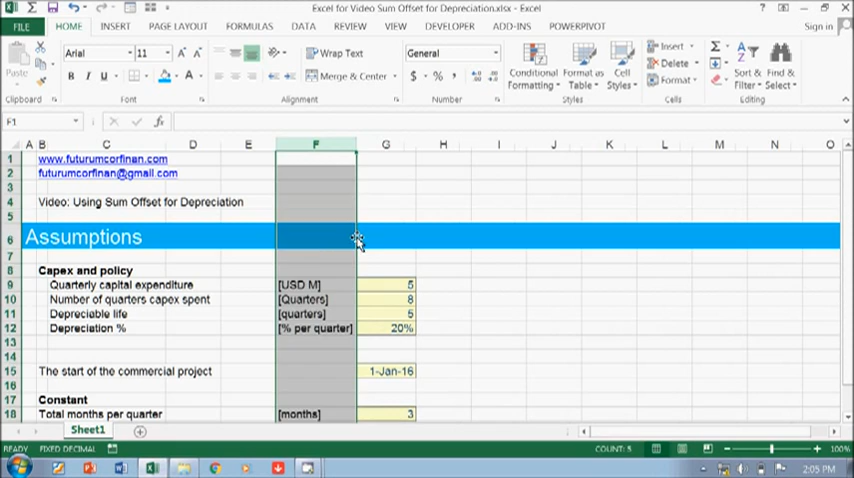 Excel for Video Sum Offset for Depreciation.xlsx - Excel
FILE HOME INSERT PAGE LAYOUT FORMULAS DATA REVIEW VIEW DEVELOPER ADD-INS POWERPIVOT Sign in
Arial 11 A A Wrap Text General Insert
Paste B I U A Merge & Center $ % Conditional Formatting Format as Table Cell Styles Delete Format Sort & Filter Find & Select
Clipboard Font Alignment Number Styles Cells Editing
F1 fx
A B C D E F G H I J K L M N O
1 www.futurumcorfinan.com
2 futurumcorfinan@gmail.com
3
4 Video: Using Sum Offset for Depreciation
5
6 Assumptions
7
8 Capex and policy
9 Quarterly capital expenditure [USD M] 5
10 Number of quarters capex spent [Quarters] 8
11 Depreciable life [quarters] 5
12 Depreciation % [% per quarter] 20%
13
14
15 The start of the commercial project 1-Jan-16
16
17 Constant
18 Total months per quarter [months] 3
Sheet1
READY FIXED DECIMAL COUNT: 5 100%
2:05 PM